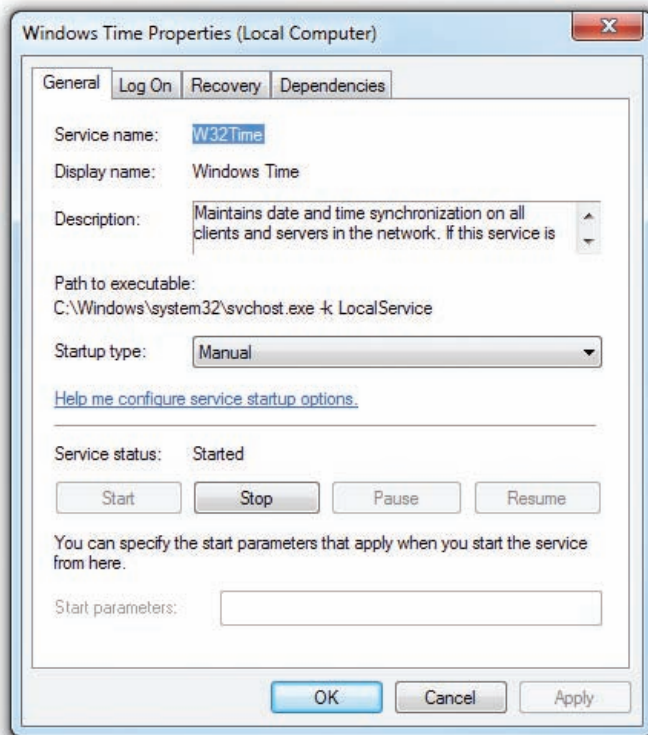 Windows Time Properties (Local Computer)
General Log On Recovery Dependencies
Service name: W32Time
Display name: Windows Time
Description: Maintains date and time synchronization on all
clients and servers in the network. If this service is
Path to executable:
C:\Windows\system32\svchost.exe -k LocalService
Startup type: Manual
Help me configure service startup options.
Service status: Started
Start Stop Pause Resume
You can specify the start parameters that apply when you start the service
from here.
Start parameters:
OK Cancel Apply